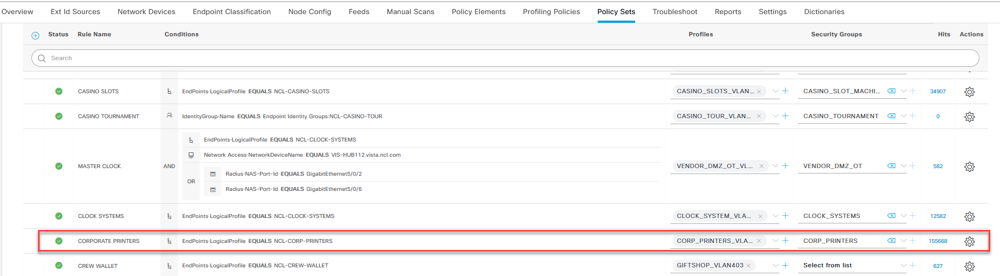 Overview Ext Id Sources Network Devices Endpoint Classification Node Config Feeds Manual Scans Policy Elements Profiling Policies Policy Sets Troubleshoot Reports Settings Dictionaries
Status Rule Name Conditions Profiles Security Groups Hits Actions
Search
CASINO SLOTS EndPoints·LogicalProfile EQUALS NCL-CASINO-SLOTS CASINO_SLOTS_VLAN... CASINO_SLOT_MACHI... 34907
CASINO TOURNAMENT IdentityGroup·Name EQUALS Endpoint Identity Groups:NCL-CASINO-TOUR CASINO_TOUR_VLAN... CASINO_TOURNAMENT 0
EndPoints·LogicalProfile EQUALS NCL-CLOCK-SYSTEMS
Network Access·NetworkDeviceName EQUALS VIS-HUB112.vista.ncl.com
MASTER CLOCK AND VENDOR_DMZ_OT_VL... VENDOR_DMZ_OT 582
Radius·NAS-Port-Id EQUALS GigabitEthernet5/0/2
OR
Radius·NAS-Port-Id EQUALS GigabitEthernet5/0/6
CLOCK SYSTEMS EndPoints·LogicalProfile EQUALS NCL-CLOCK-SYSTEMS CLOCK_SYSTEM_VLA... CLOCK_SYSTEMS 12582
CORPORATE PRINTERS EndPoints·LogicalProfile EQUALS NCL-CORP-PRINTERS CORP_PRINTERS_VLA... CORP_PRINTERS 155668
CREW WALLET EndPoints·LogicalProfile EQUALS NCL-CREW-WALLET GIFTSHOP_VLAN403 Select from list 627